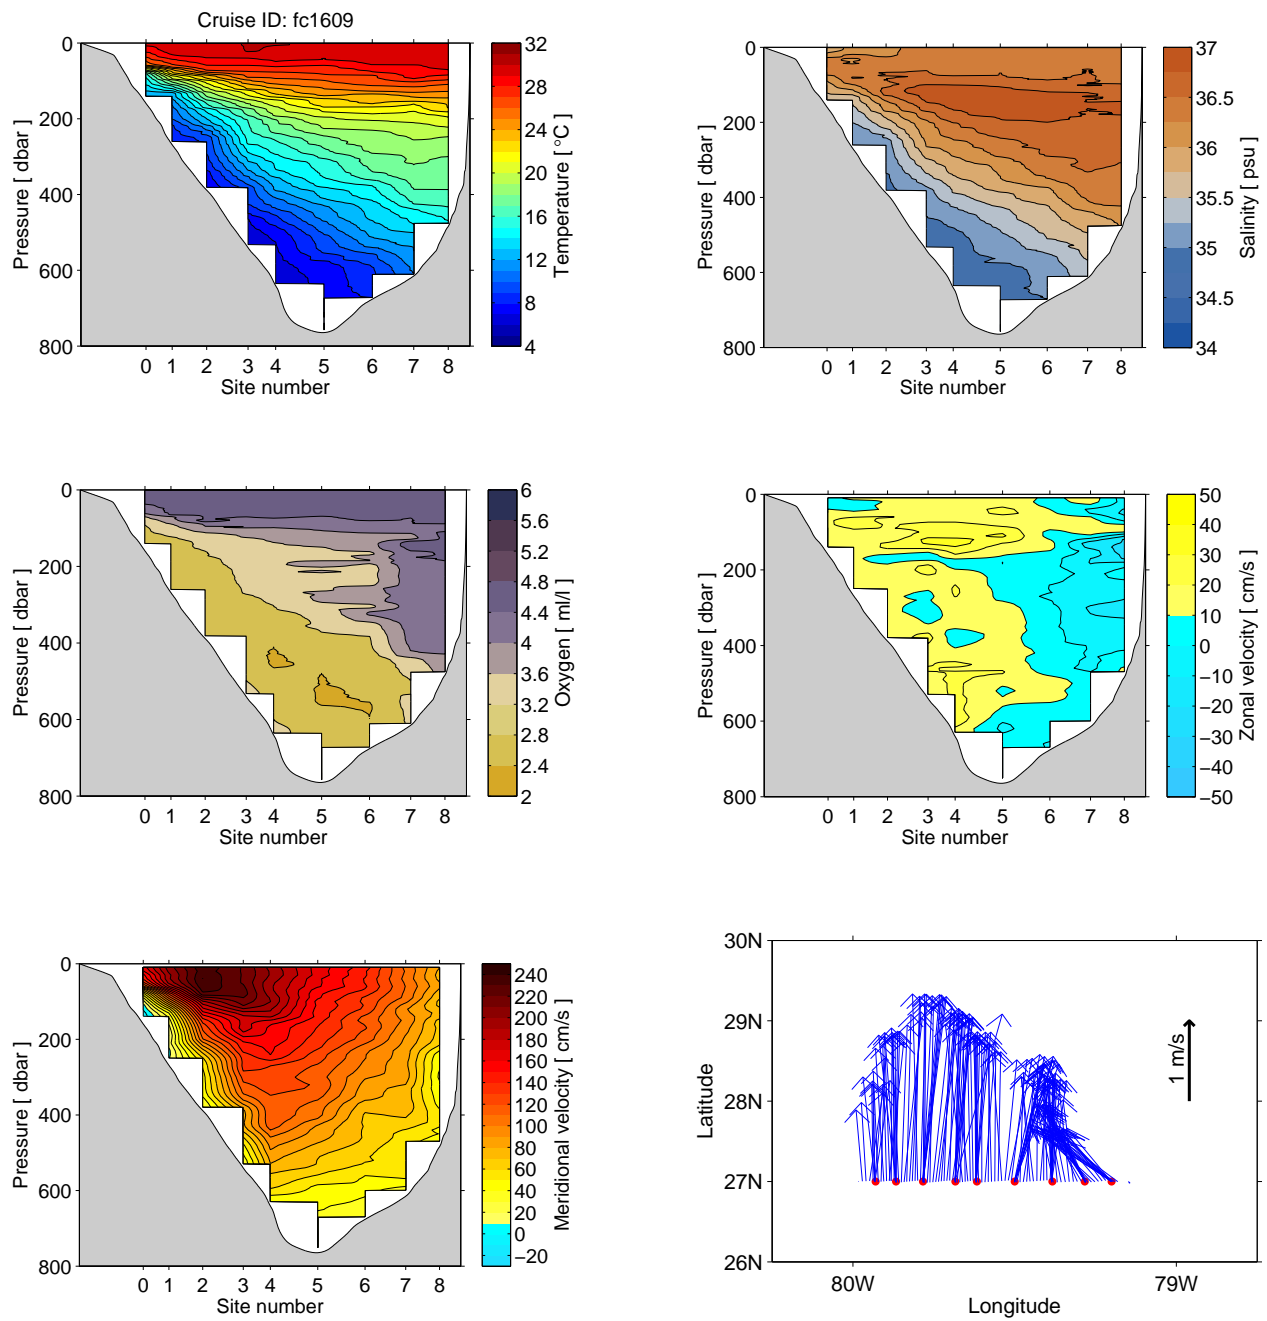 Cruise ID: fc1609
0
200
400
600
800
Pressure [ dbar ]
0 1 2 3 4 5 6 7 8
Site number
32
28
24
20
16
12
8
4
Temperature [ °C ]
0
200
400
600
800
Pressure [ dbar ]
0 1 2 3 4 5 6 7 8
Site number
37
36.5
36
35.5
35
34.5
34
Salinity [ psu ]
0
200
400
600
800
Pressure [ dbar ]
0 1 2 3 4 5 6 7 8
Site number
6
5.6
5.2
4.8
4.4
4
3.6
3.2
2.8
2.4
2
Oxygen [ ml/l ]
0
200
400
600
800
Pressure [ dbar ]
0 1 2 3 4 5 6 7 8
Site number
50
40
30
20
10
0
−10
−20
−30
−40
−50
Zonal velocity [ cm/s ]
0
200
400
600
800
Pressure [ dbar ]
0 1 2 3 4 5 6 7 8
Site number
240
220
200
180
160
140
120
100
80
60
40
20
0
−20
Meridional velocity [ cm/s ]
30N
29N
28N
27N
26N
Latitude
1 m/s
80W 79W
Longitude